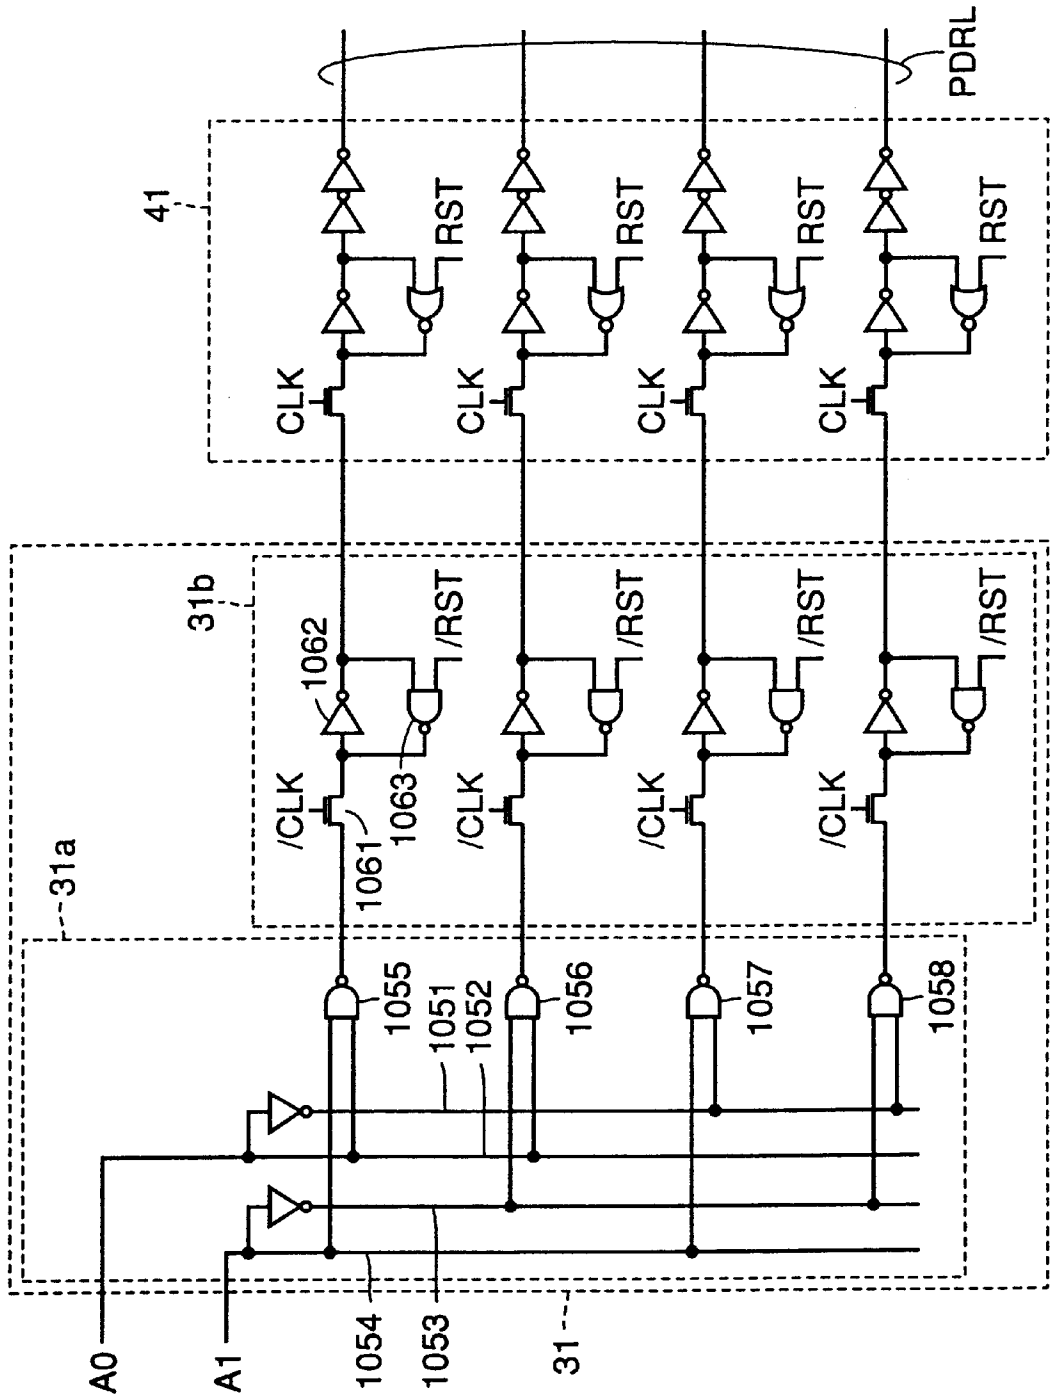 A0
A1
1054
1053
31
31a
1051
1052
1055
1056
1057
1058
31b
/CLK
1061
1062
1063
/RST
/CLK
/RST
/CLK
/RST
/CLK
/RST
41
CLK
RST
CLK
RST
CLK
RST
CLK
RST
PDRL